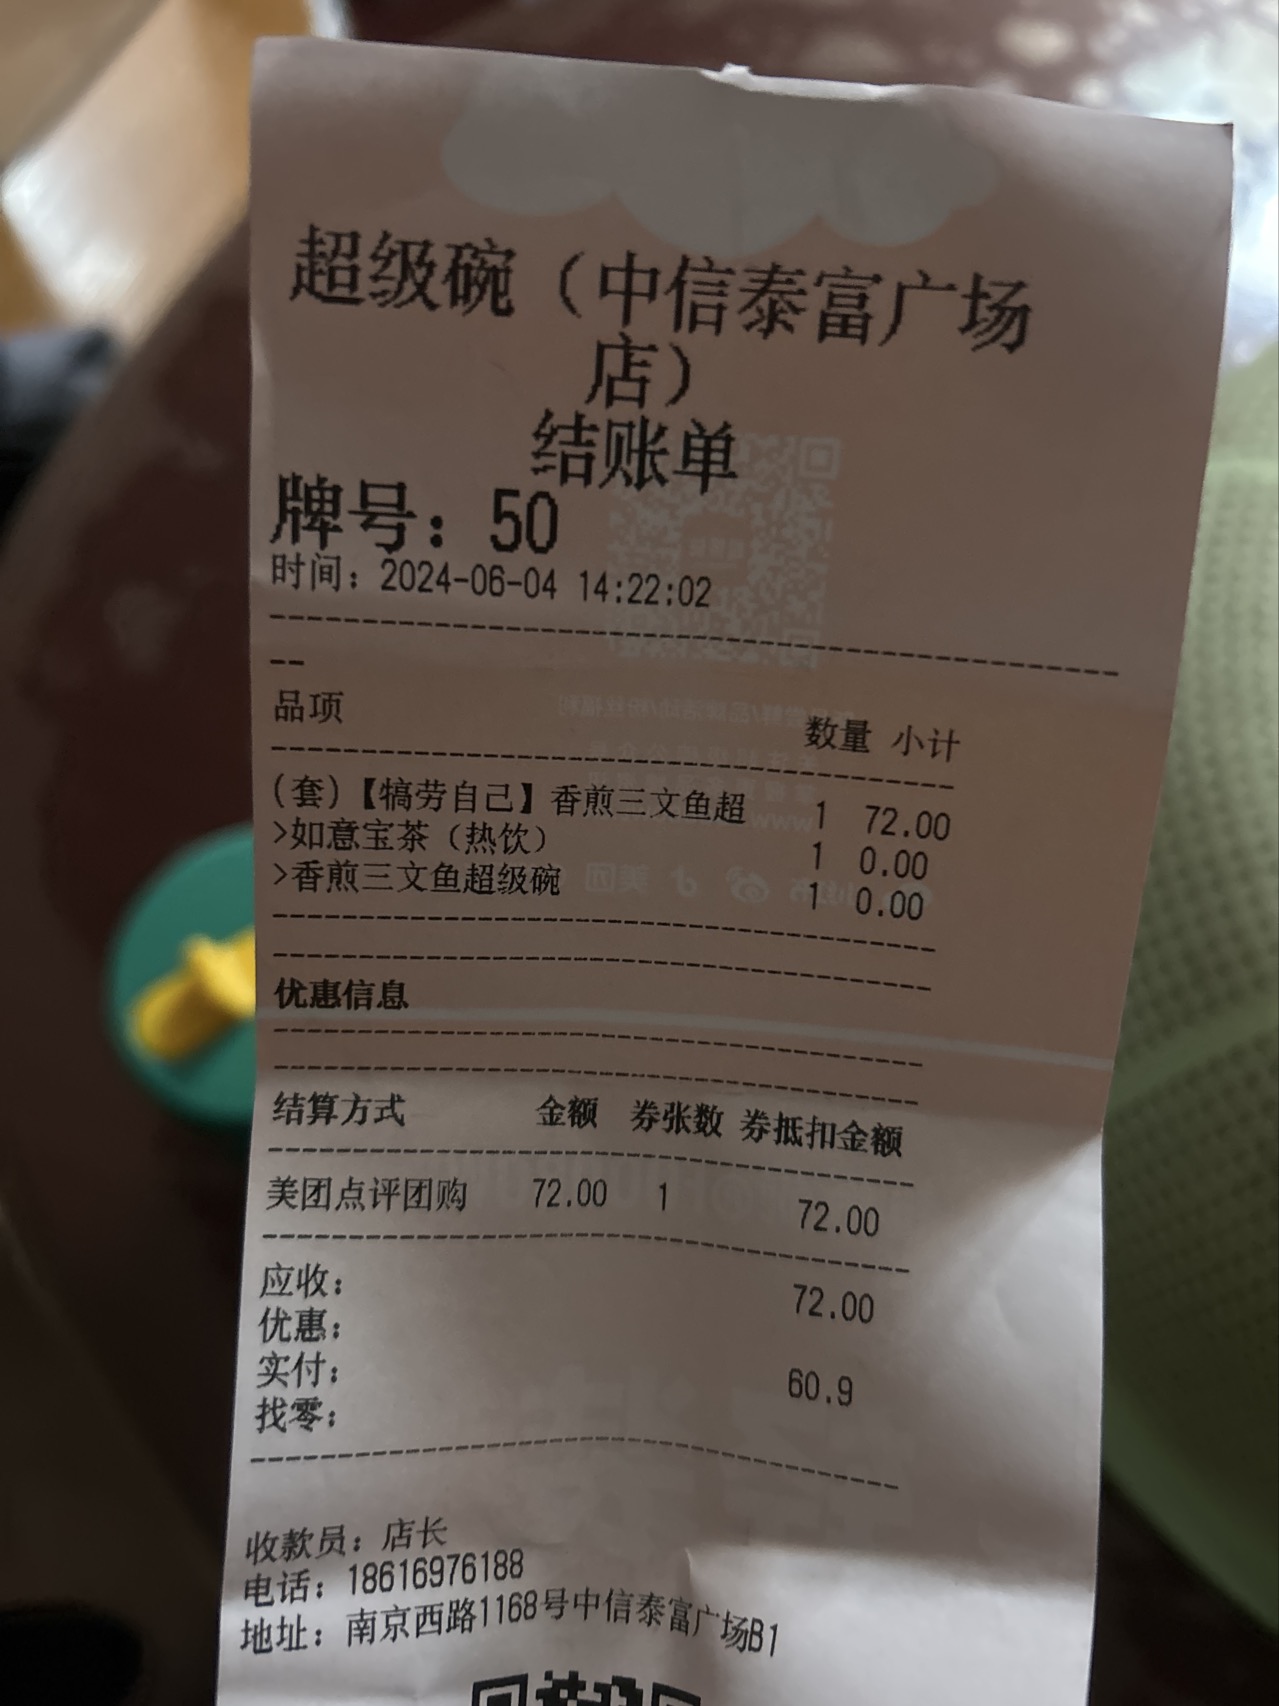 超级碗（中信泰富广场
店）
结账单
牌号：50
时间：2024-06-04 14:22:02
--
品项 数量 小计
(套)【犒劳自己】香煎三文鱼超 1 72.00
>如意宝茶（热饮） 1 0.00
>香煎三文鱼超级碗 1 0.00
优惠信息
结算方式 金额 券张数 券抵扣金额
美团点评团购 72.00 1 72.00
应收： 72.00
优惠：
实付： 60.9
找零：
收款员：店长
电话：18616976188
地址：南京西路1168号中信泰富广场B1